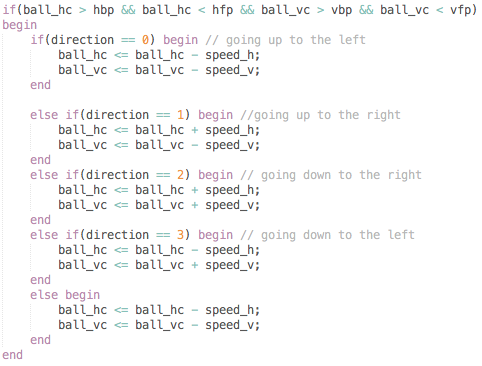 if(ball_hc > hbp && ball_hc < hfp && ball_vc > vbp && ball_vc < vfp)
begin
    if(direction == 0) begin // going up to the left
        ball_hc <= ball_hc - speed_h;
        ball_vc <= ball_vc - speed_v;
    end

    else if(direction == 1) begin //going up to the right
        ball_hc <= ball_hc + speed_h;
        ball_vc <= ball_vc - speed_v;
    end
    else if(direction == 2) begin // going down to the right
        ball_hc <= ball_hc + speed_h;
        ball_vc <= ball_vc + speed_v;
    end
    else if(direction == 3) begin // going down to the left
        ball_hc <= ball_hc - speed_h;
        ball_vc <= ball_vc + speed_v;
    end
    else begin
        ball_hc <= ball_hc - speed_h;
        ball_vc <= ball_vc - speed_v;
    end
end